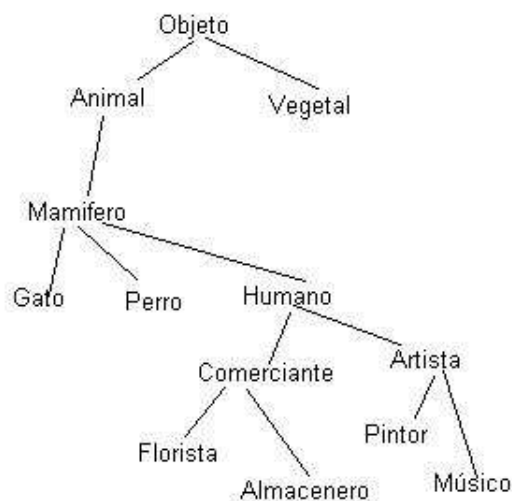 Objeto
Animal
Vegetal
Mamifero
Gato
Perro
Humano
Comerciante
Artista
Florista
Pintor
Almacenero
Músico